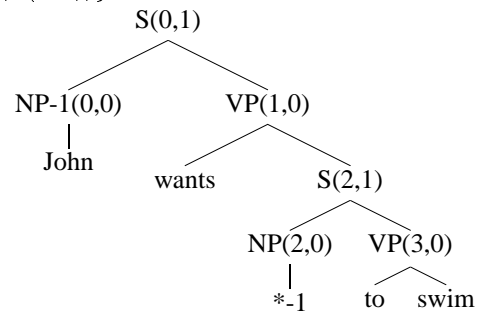 S(0,1)
NP-1(0,0) VP(1,0)
John
wants S(2,1)
NP(2,0) VP(3,0)
*-1 to swim